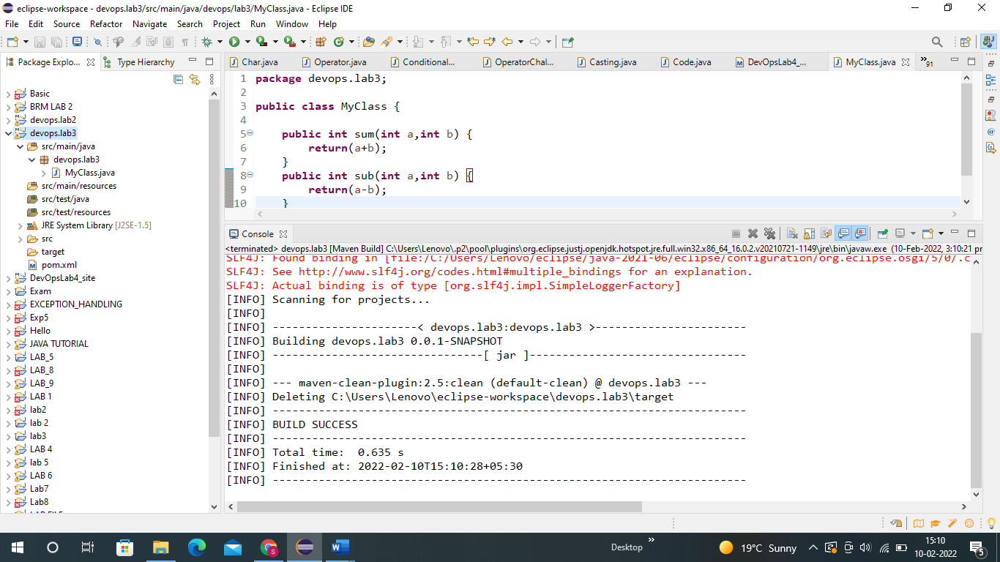 eclipse-workspace - devops.lab3/src/main/java/devops/lab3/MyClass.java - Eclipse IDE
File Edit Source Refactor Navigate Search Project Run Window Help
Package Explo... Type Hierarchy
Basic
BRM LAB 2
devops.lab2
devops.lab3
src/main/java
devops.lab3
MyClass.java
src/main/resources
src/test/java
src/test/resources
JRE System Library [J2SE-1.5]
src
target
pom.xml
DevOpsLab4_site
Exam
EXCEPTION_HANDLING
Exp5
Hello
JAVA TUTORIAL
LAB_5
LAB_8
LAB_9
LAB 1
lab2
lab 2
lab3
LAB 4
lab 5
LAB 6
Lab7
Lab8
Char.java Operator.java Conditional... OperatorChal... Casting.java Code.java DevOpsLab4_... MyClass.java 91
1 package devops.lab3;
2
3 public class MyClass {
4
5 public int sum(int a,int b) {
6 return(a+b);
7 }
8 public int sub(int a,int b) {
9 return(a-b);
10 }
Console
<terminated> devops.lab3 [Maven Build] C:\Users\Lenovo\.p2\pool\plugins\org.eclipse.justj.openjdk.hotspot.jre.full.win32.x86_64_16.0.2.v20210721-1149\jre\bin\javaw.exe (10-Feb-2022, 3:10:21 pr
SLF4J: Found binding in [file:/C:/Users/Lenovo/eclipse/java-2021-06/eclipse/configuration/org.eclipse.osgi/5/0/.c
SLF4J: See http://www.slf4j.org/codes.html#multiple_bindings for an explanation.
SLF4J: Actual binding is of type [org.slf4j.impl.SimpleLoggerFactory]
[INFO] Scanning for projects...
[INFO]
[INFO] ----------------------< devops.lab3:devops.lab3 >-----------------------
[INFO] Building devops.lab3 0.0.1-SNAPSHOT
[INFO] --------------------------------[ jar ]---------------------------------
[INFO]
[INFO] --- maven-clean-plugin:2.5:clean (default-clean) @ devops.lab3 ---
[INFO] Deleting C:\Users\Lenovo\eclipse-workspace\devops.lab3\target
[INFO] ------------------------------------------------------------------------
[INFO] BUILD SUCCESS
[INFO] ------------------------------------------------------------------------
[INFO] Total time:  0.635 s
[INFO] Finished at: 2022-02-10T15:10:28+05:30
[INFO] ------------------------------------------------------------------------
Desktop 19°C Sunny 15:10
10-02-2022 5